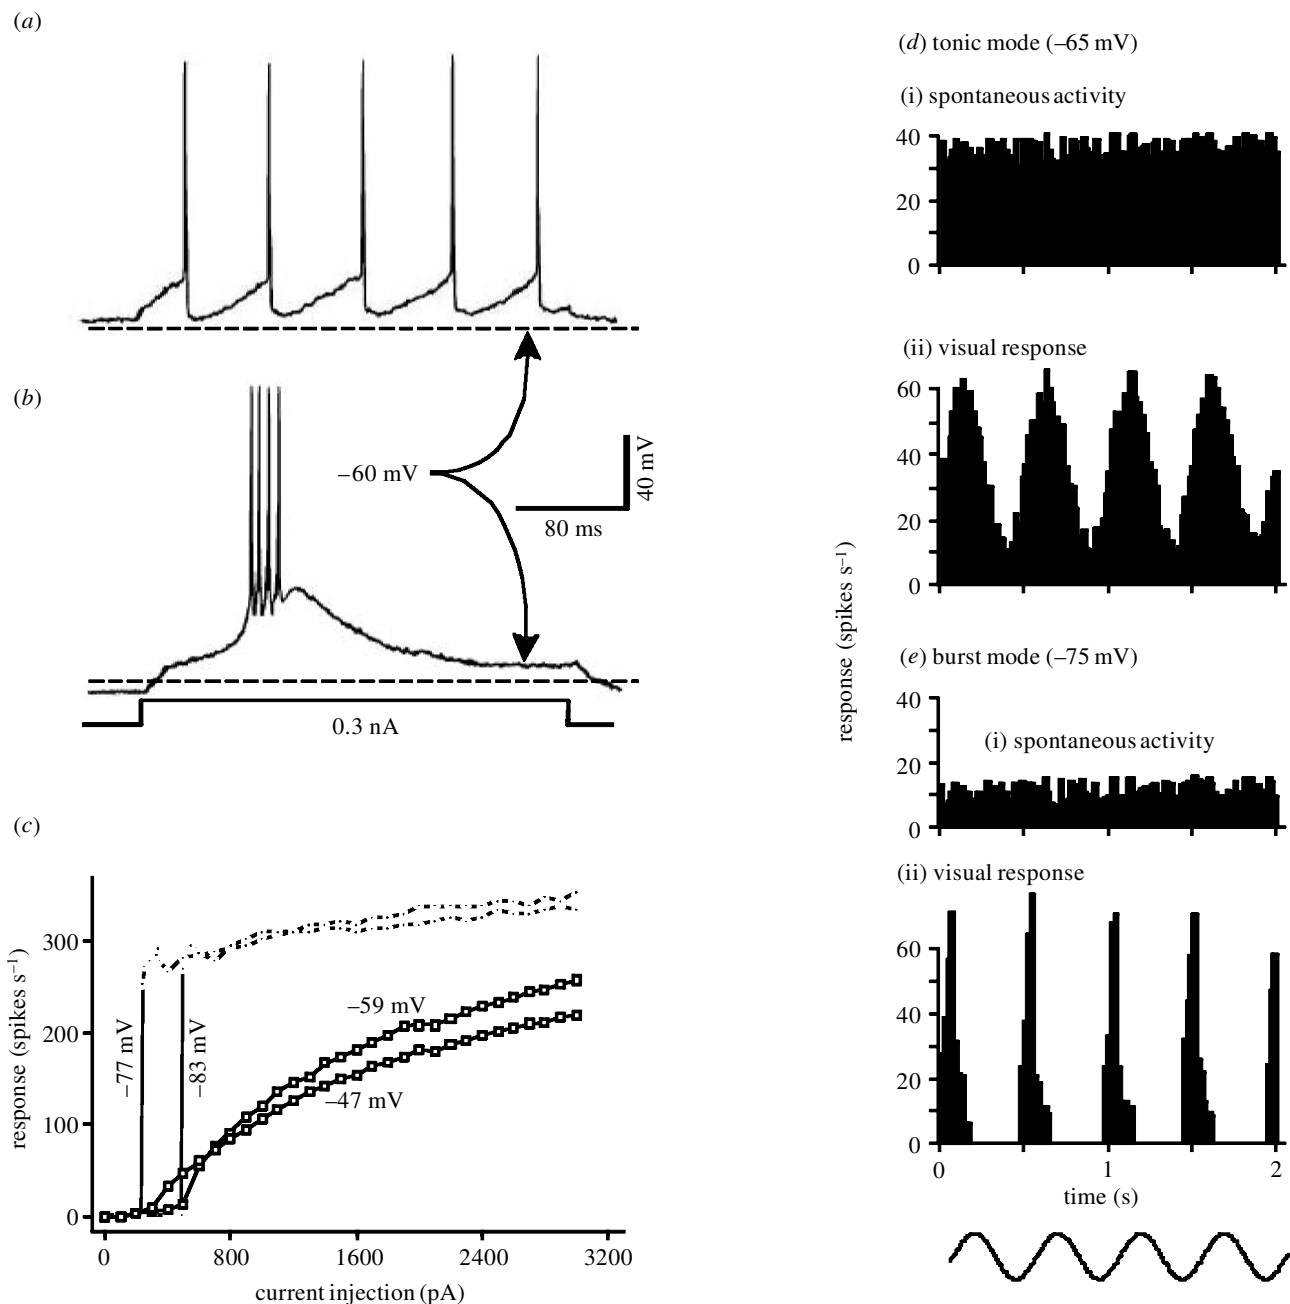 (a)
(b)
–60 mV
40 mV
80 ms
0.3 nA
(c)
response (spikes s⁻¹)
300
200
100
0
–77 mV
–83 mV
–59 mV
–47 mV
0 800 1600 2400 3200
current injection (pA)
(d) tonic mode (–65 mV)
(i) spontaneous activity
40
20
0
(ii) visual response
60
40
20
0
response (spikes s⁻¹)
(e) burst mode (–75 mV)
40
(i) spontaneous activity
20
0
(ii) visual response
60
40
20
0
0 1 2
time (s)